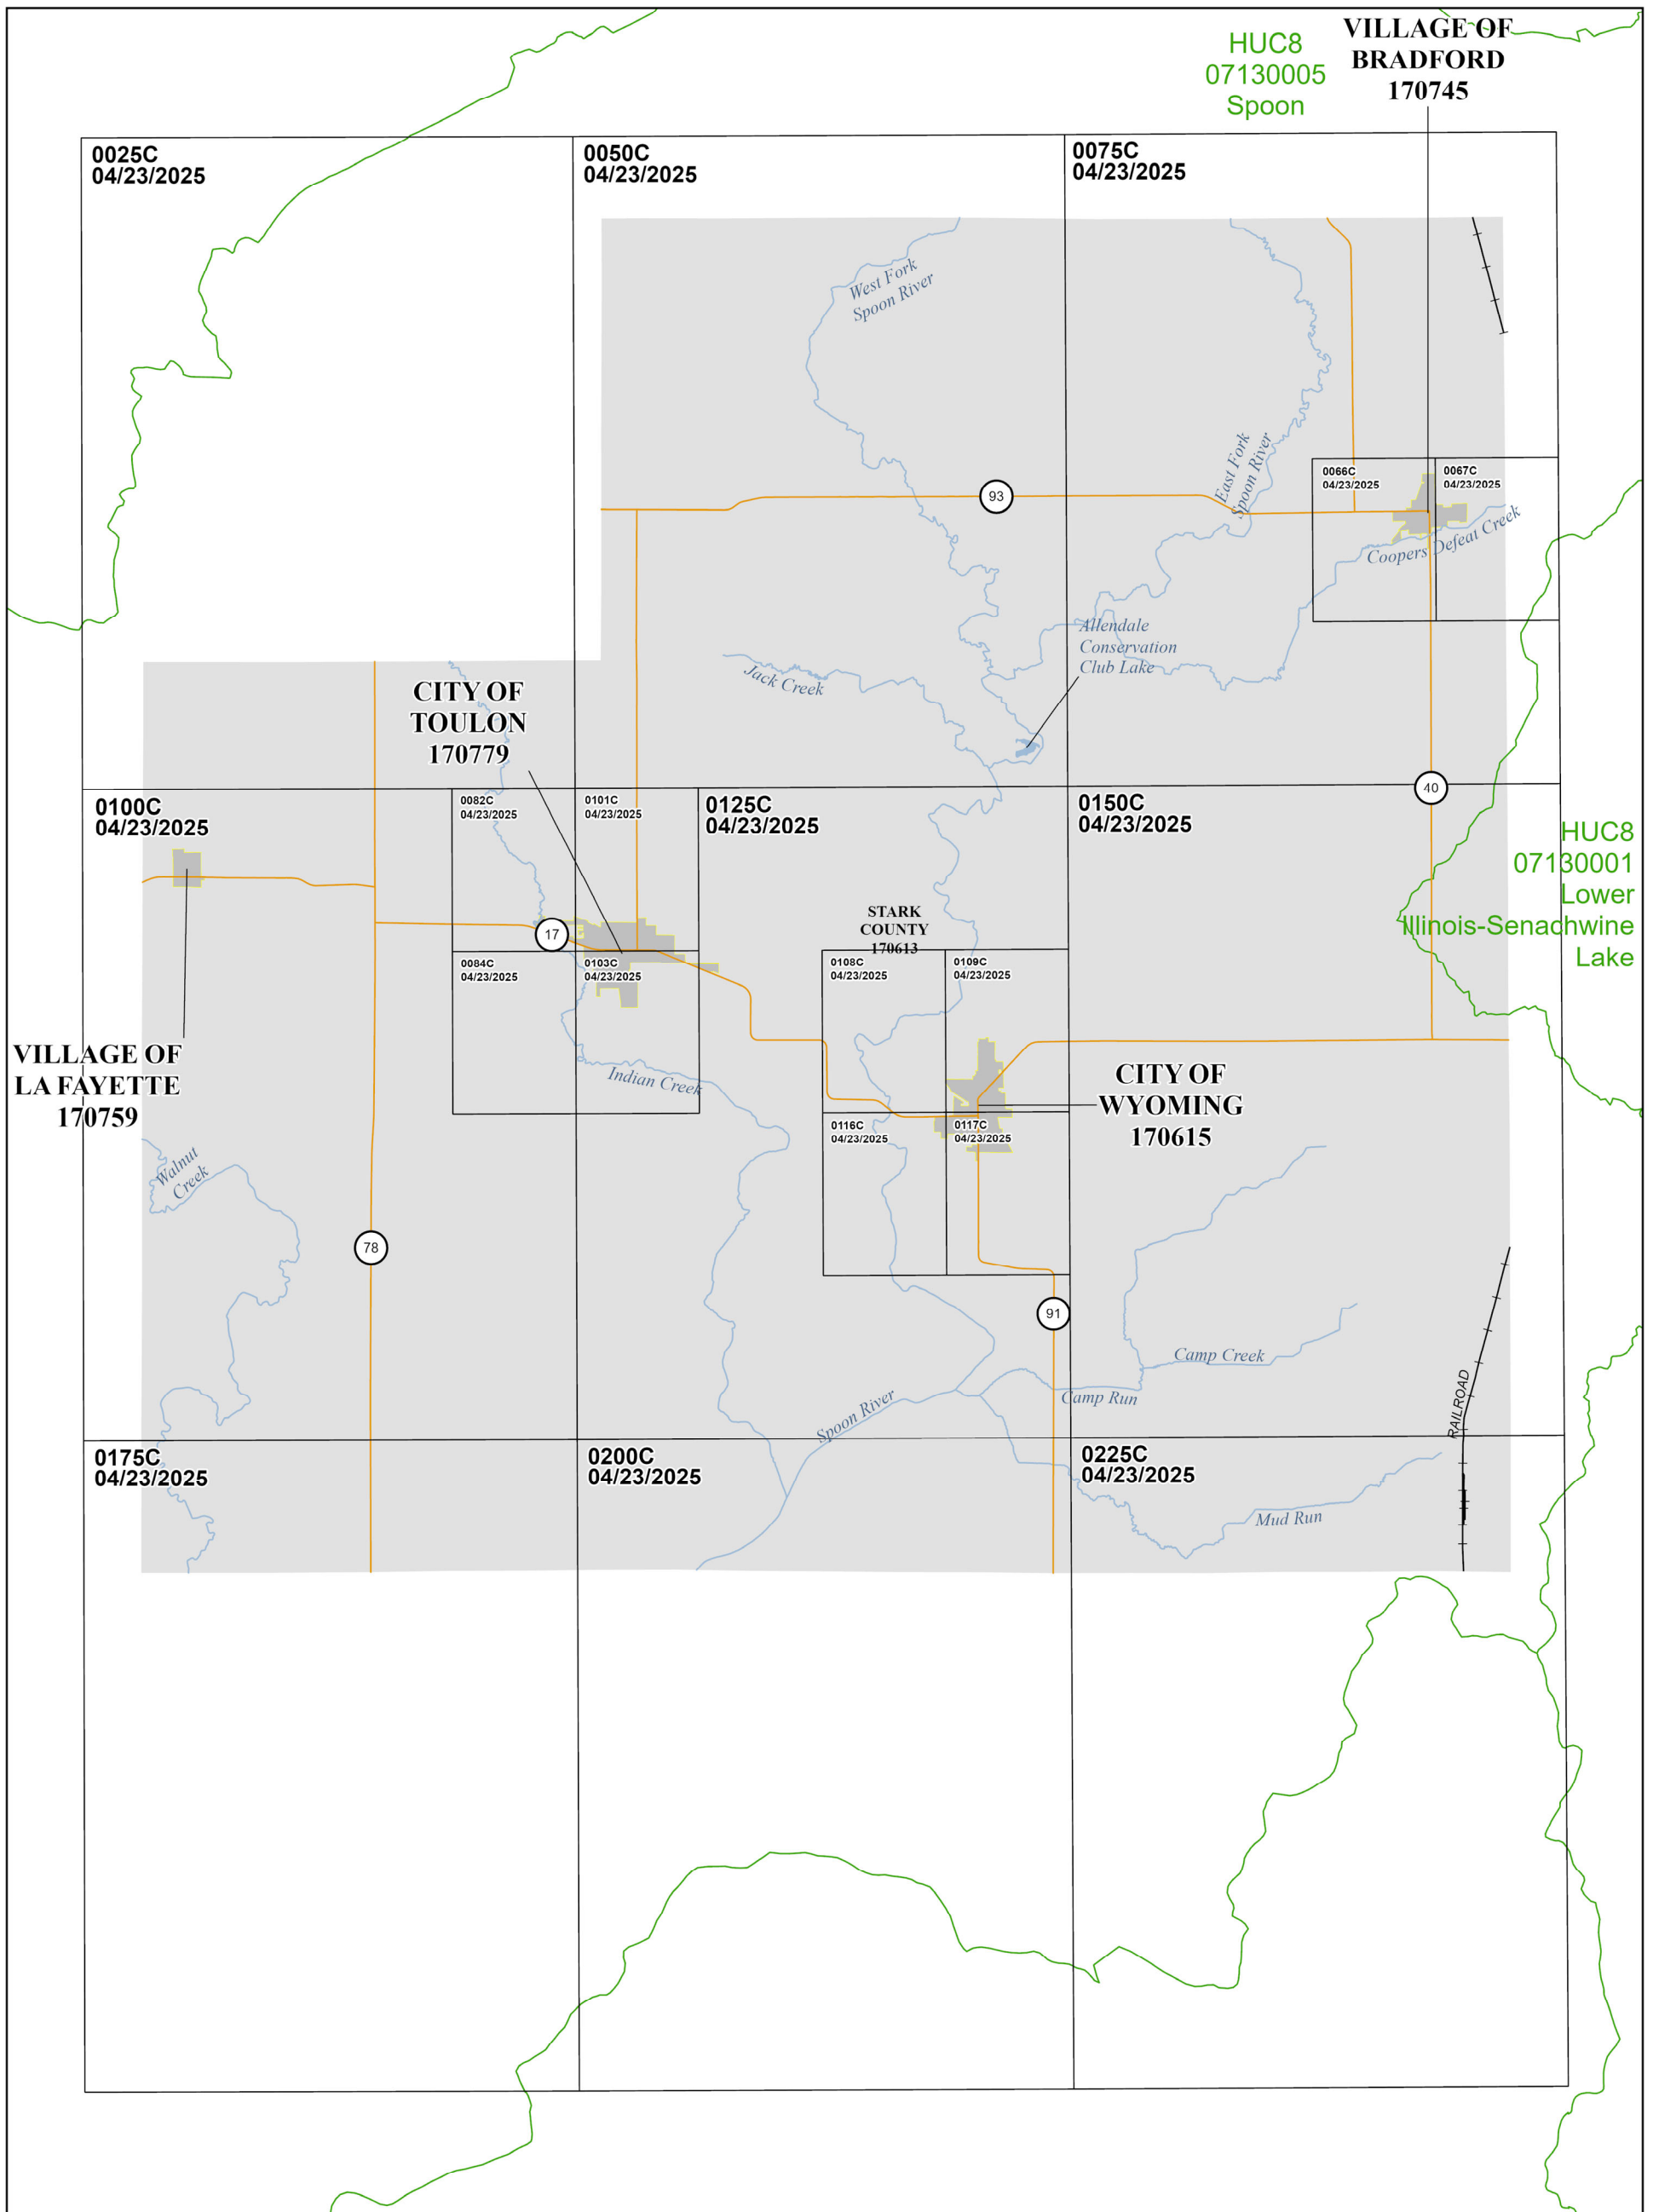 HUC8
07130005
Spoon
VILLAGE OF
BRADFORD
170745
0025C
04/23/2025
0050C
04/23/2025
0075C
04/23/2025
West Fork
Spoon River
East Fork
Spoon River
93
0066C
04/23/2025
0067C
04/23/2025
Coopers Defeat Creek
Allendale
Conservation
Club Lake
Jack Creek
CITY OF
TOULON
170779
40
0100C
04/23/2025
0082C
04/23/2025
0101C
04/23/2025
0125C
04/23/2025
0150C
04/23/2025
HUC8
07130001
Lower
Illinois-Senachwine
Lake
STARK
COUNTY
170613
17
0084C
04/23/2025
0103C
04/23/2025
0108C
04/23/2025
0109C
04/23/2025
VILLAGE OF
LA FAYETTE
170759
Indian Creek
CITY OF
WYOMING
170615
0116C
04/23/2025
0117C
04/23/2025
Walnut
Creek
78
91
Camp Creek
Camp Run
Spoon River
RAILROAD
0175C
04/23/2025
0200C
04/23/2025
0225C
04/23/2025
Mud Run